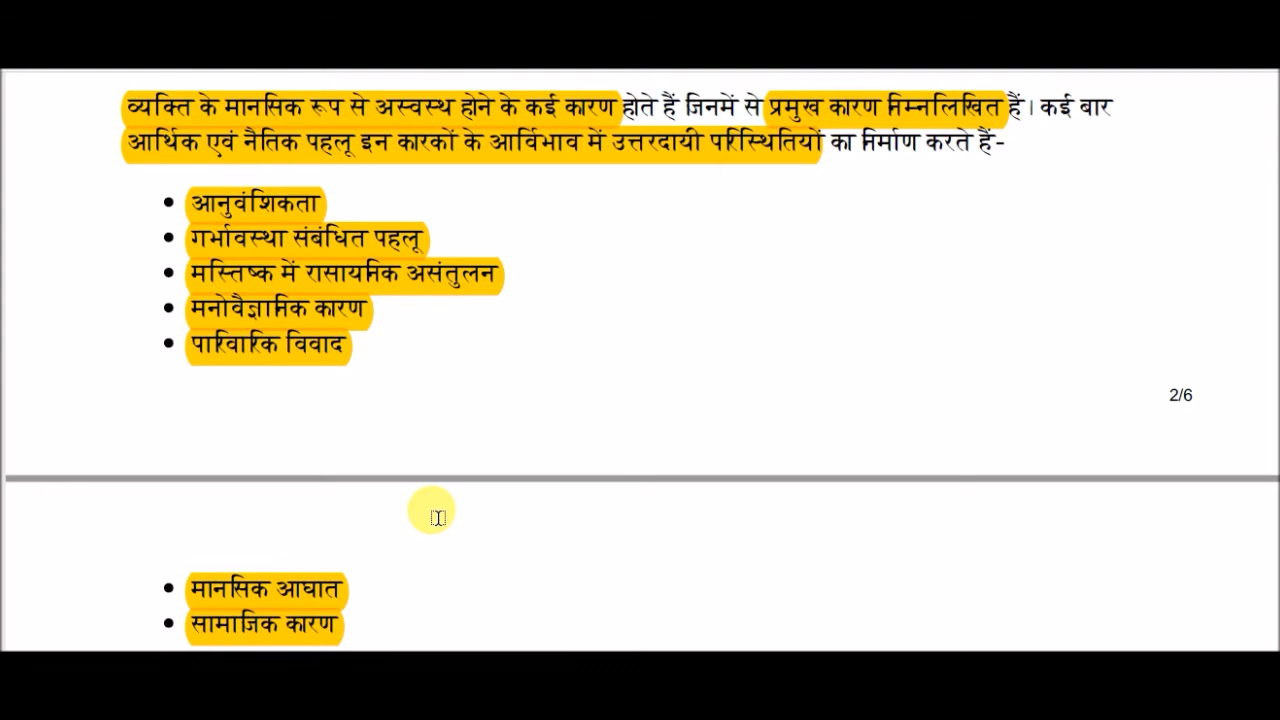 व्यक्ति के मानसिक रूप से अस्वस्थ होने के कई कारण होते हैं जिनमें से प्रमुख कारण निम्नलिखित हैं। कई बार
आर्थिक एवं नैतिक पहलू इन कारकों के आर्विभाव में उत्तरदायी परिस्थितियों का निर्माण करते हैं-
• आनुवंशिकता
• गर्भावस्था संबंधित पहलू
• मस्तिष्क में रासायनिक असंतुलन
• मनोवैज्ञानिक कारण
• पारिवारिक विवाद
2/6
• मानसिक आघात
• सामाजिक कारण